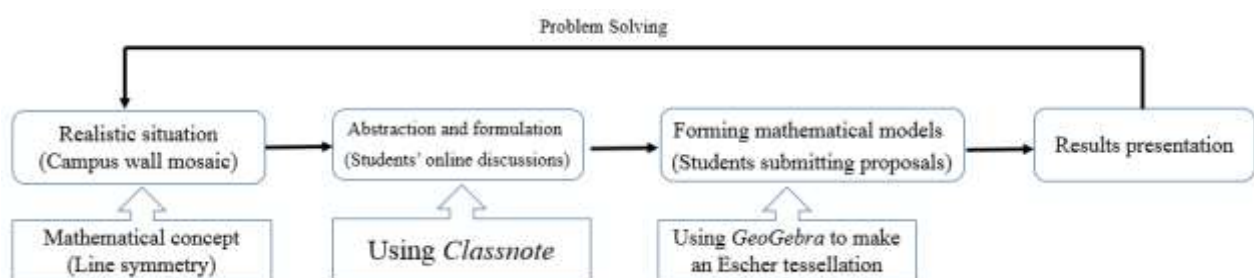 Problem Solving
Realistic situation
(Campus wall mosaic)
Abstraction and formulation
(Students' online discussions)
Forming mathematical models
(Students submitting proposals)
Results presentation
Mathematical concept
(Line symmetry)
Using Classnote
Using GeoGebra to make
an Escher tessellation